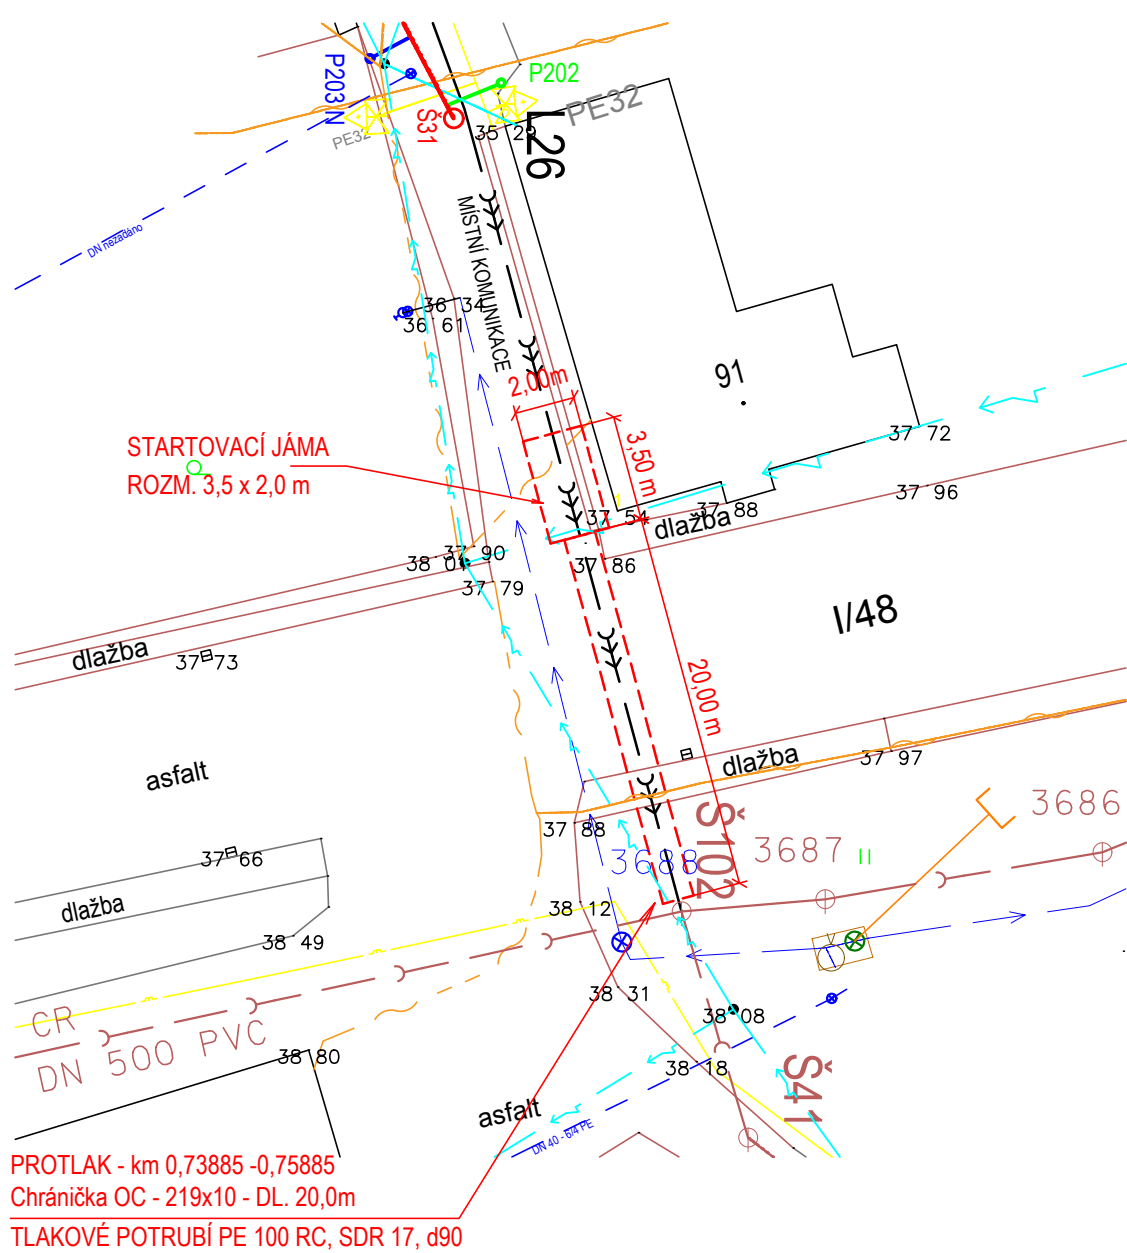 P203 N
P202
Š31
PE32
PE32
L26
35 29
DN nezadáno
MÍSTNÍ KOMUNIKACE
36 34
36 61
2,00m
91
3,50 m
37 72
STARTOVACÍ JÁMA
ROZM. 3,5 x 2,0 m
37 96
37 88
37 54
dlažba
37 90
38 01
37 86
37 79
I/48
dlažba
37 73
20,00 m
asfalt
dlažba
37 97
37 88
Š102
3686
3687
3688
37 66
dlažba
38 12
38 49
38 31
38 08
CR
DN 500 PVC
38 80
38 18
Š41
asfalt
DN 40 - 6/4 PE
PROTLAK - km 0,73885 -0,75885
Chránička OC - 219x10 - DL. 20,0m
TLAKOVÉ POTRUBÍ PE 100 RC, SDR 17, d90